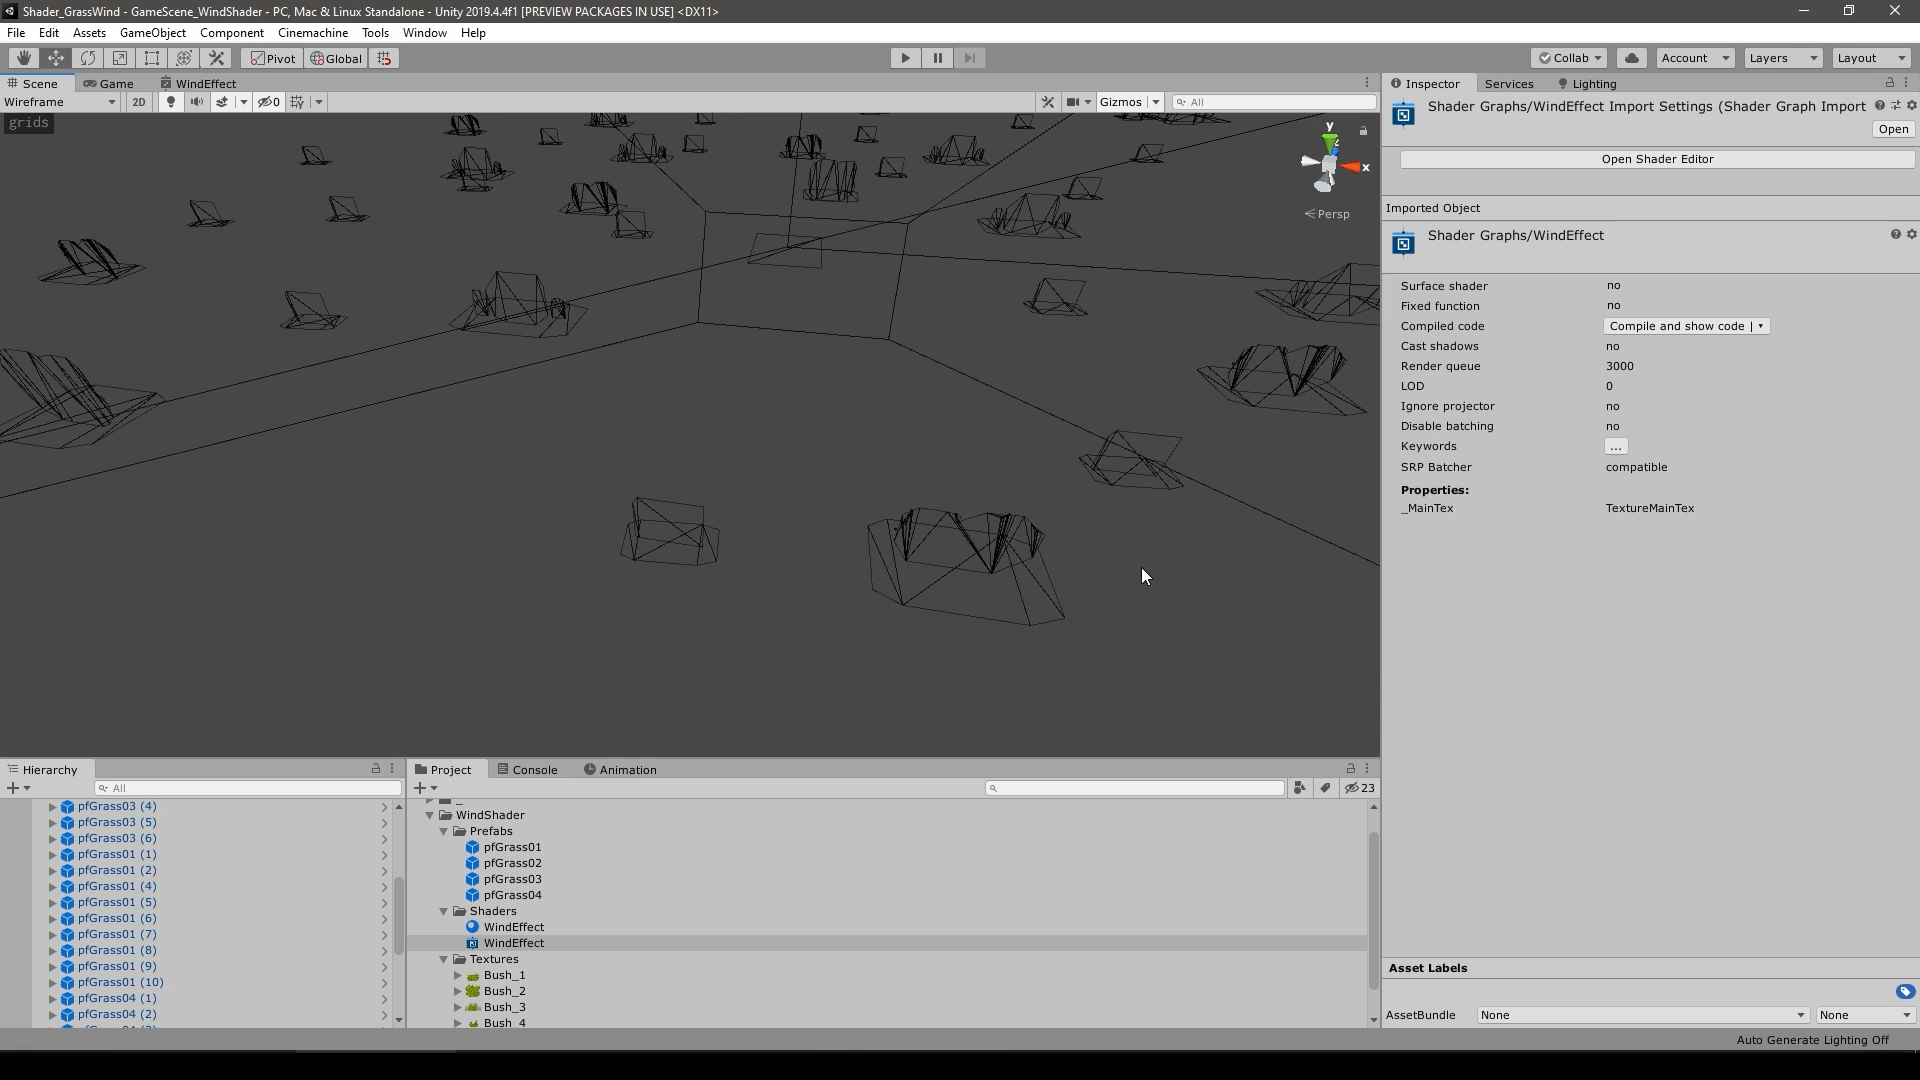 Shader_GrassWind - GameScene_WindShader - PC, Mac & Linux Standalone - Unity 2019.4.4f1 [PREVIEW PACKAGES IN USE] <DX11>
File Edit Assets GameObject Component Cinemachine Tools Window Help
Pivot Global Collab Account Layers Layout
Scene Game WindEffect
Wireframe 2D 0 Gizmos All
grids
y
x
Persp
Inspector Services Lighting
Shader Graphs/WindEffect Import Settings (Shader Graph Import
Open
Open Shader Editor
Imported Object
Shader Graphs/WindEffect
Surface shader no
Fixed function no
Compiled code Compile and show code |
Cast shadows no
Render queue 3000
LOD 0
Ignore projector no
Disable batching no
Keywords ...
SRP Batcher compatible
Properties:
_MainTex TextureMainTex
Asset Labels
AssetBundle None None
Auto Generate Lighting Off
Hierarchy
All
pfGrass03 (4)
pfGrass03 (5)
pfGrass03 (6)
pfGrass01 (1)
pfGrass01 (2)
pfGrass01 (4)
pfGrass01 (5)
pfGrass01 (6)
pfGrass01 (7)
pfGrass01 (8)
pfGrass01 (9)
pfGrass01 (10)
pfGrass04 (1)
pfGrass04 (2)
Project Console Animation
23
WindShader
Prefabs
pfGrass01
pfGrass02
pfGrass03
pfGrass04
Shaders
WindEffect
WindEffect
Textures
Bush_1
Bush_2
Bush_3
Bush_4